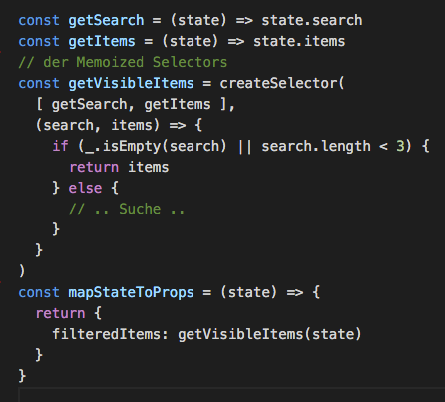 const getSearch = (state) => state.search
const getItems = (state) => state.items
// der Memoized Selectors
const getVisibleItems = createSelector(
  [ getSearch, getItems ],
  (search, items) => {
    if (_.isEmpty(search) || search.length < 3) {
      return items
    } else {
      // .. Suche ..
    }
  }
)
const mapStateToProps = (state) => {
  return {
    filteredItems: getVisibleItems(state)
  }
}